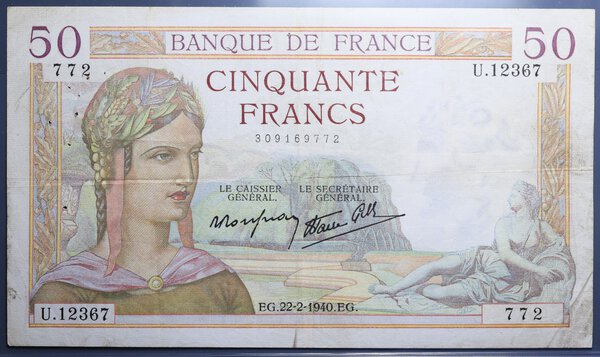 50 BANQUE DE FRANCE 50
772 U.12367
CINQUANTE
FRANCS
309169772
LE CAISSIER GÉNÉRAL.
LE SECRÉTAIRE GÉNÉRAL.
U.12367 EG.22-2-1940.EG. 772